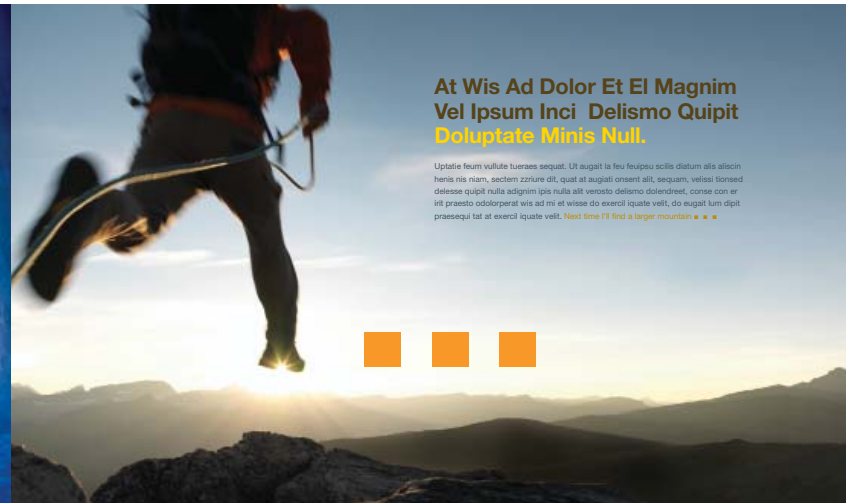 At Wis Ad Dolor Et El Magnim
Vel Ipsum Inci Delismo Quipit
Doluptate Minis Null.
Uptatie feum vullute tueraes sequat. Ut augait la feu feuipsu scilis diatum alis aliscin
henis nis niam, sectem zzriure dit, quat at augiati onsent alit, sequam, velissi tionsed
delesse quipit nulla adignim ipis nulla alit verosto delismo dolendreet, conse con er
irit praesto odolorperat wis ad mi et wisse do exercil iquate velit, do eugait lum dipit
praesequi tat at exercil iquate velit. Next time I'll find a larger mountain